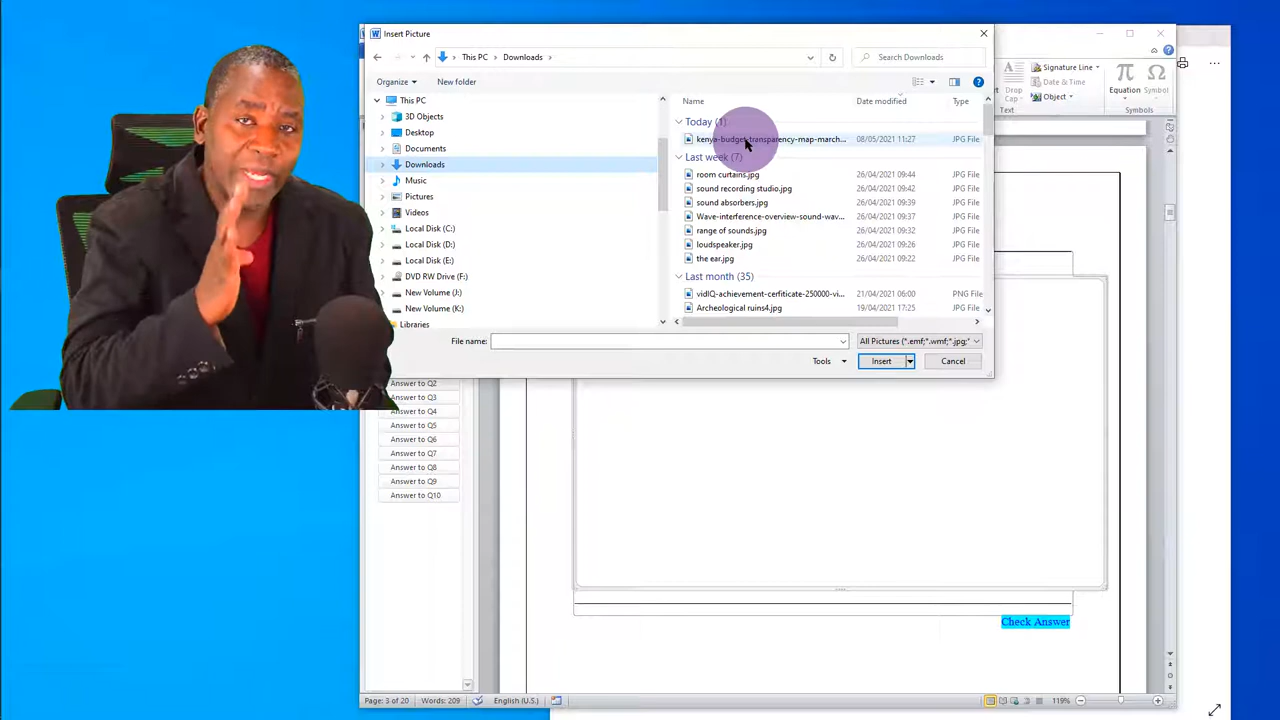 Insert Picture
This PC
Downloads
Search Downloads
Organize
New folder
This PC
3D Objects
Desktop
Documents
Downloads
Music
Pictures
Videos
Local Disk (C:)
Local Disk (D:)
Local Disk (E:)
DVD RW Drive (F:)
New Volume (J:)
New Volume (K:)
Libraries
Name Date modified Type
Today (1)
kenya-budget-transparency-map-march... 08/05/2021 11:27 JPG File
Last week (7)
room curtains.jpg 26/04/2021 09:44 JPG File
sound recording studio.jpg 26/04/2021 09:42 JPG File
sound absorbers.jpg 26/04/2021 09:39 JPG File
Wave-interference-overview-sound-wav... 26/04/2021 09:37 JPG File
range of sounds.jpg 26/04/2021 09:32 JPG File
loudspeaker.jpg 26/04/2021 09:26 JPG File
the ear.jpg 26/04/2021 09:22 JPG File
Last month (35)
vidIQ-achievement-cerfiticate-250000-vi... 21/04/2021 06:00 PNG File
Archeological ruins4.jpg 19/04/2021 17:25 JPG File
File name:
All Pictures (*.emf;*.wmf;*.jpg;*
Tools
Insert
Cancel
Drop Cap
Signature Line
Date & Time
Object
Text
Equation
Symbol
Symbols
Answer to Q2
Answer to Q3
Answer to Q4
Answer to Q5
Answer to Q6
Answer to Q7
Answer to Q8
Answer to Q9
Answer to Q10
Check Answer
Page: 3 of 20
Words: 209
English (U.S.)
119%